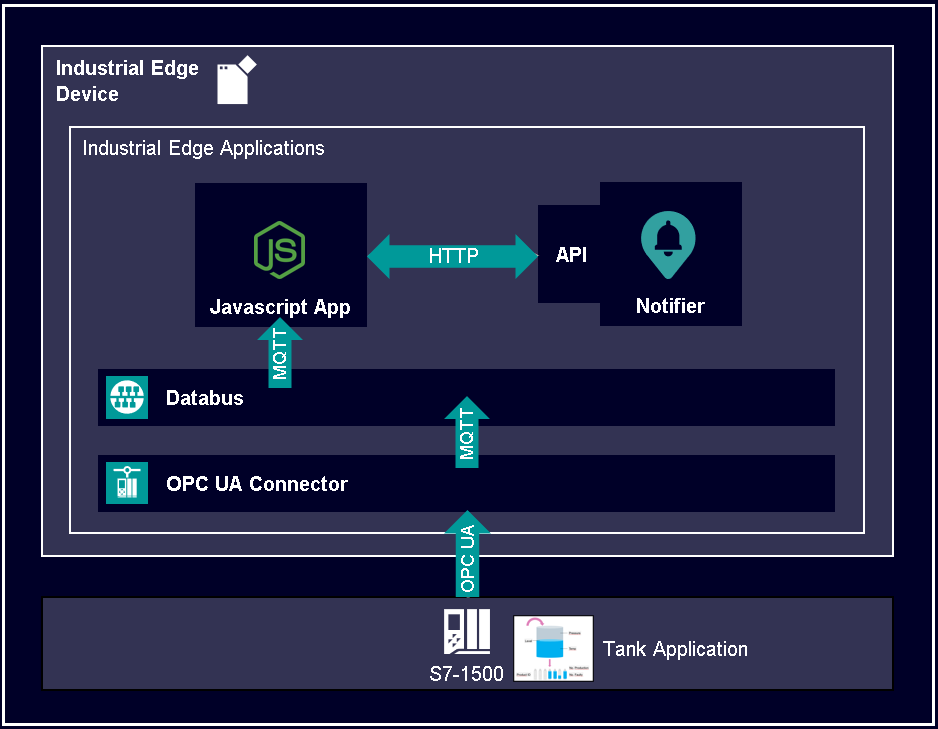 Industrial Edge
Device
Industrial Edge Applications
JS
Javascript App
HTTP
API
Notifier
MQTT
Databus
MQTT
OPC UA Connector
OPC UA
S7-1500
Tank Application